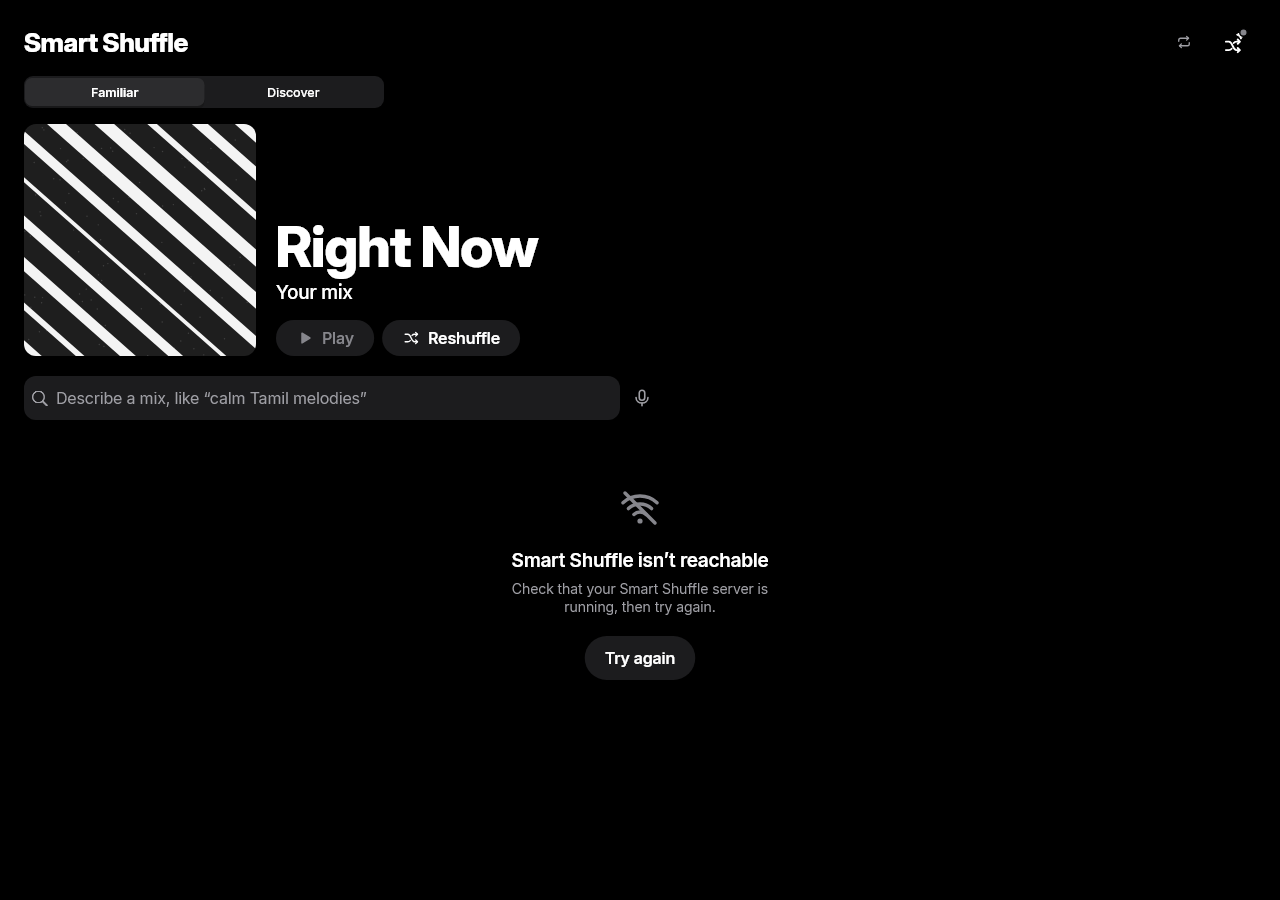 Smart Shuffle
Familiar
Discover
Right Now
Your mix
Play
Reshuffle
Describe a mix, like “calm Tamil melodies”
Smart Shuffle isn’t reachable
Check that your Smart Shuffle server is
running, then try again.
Try again